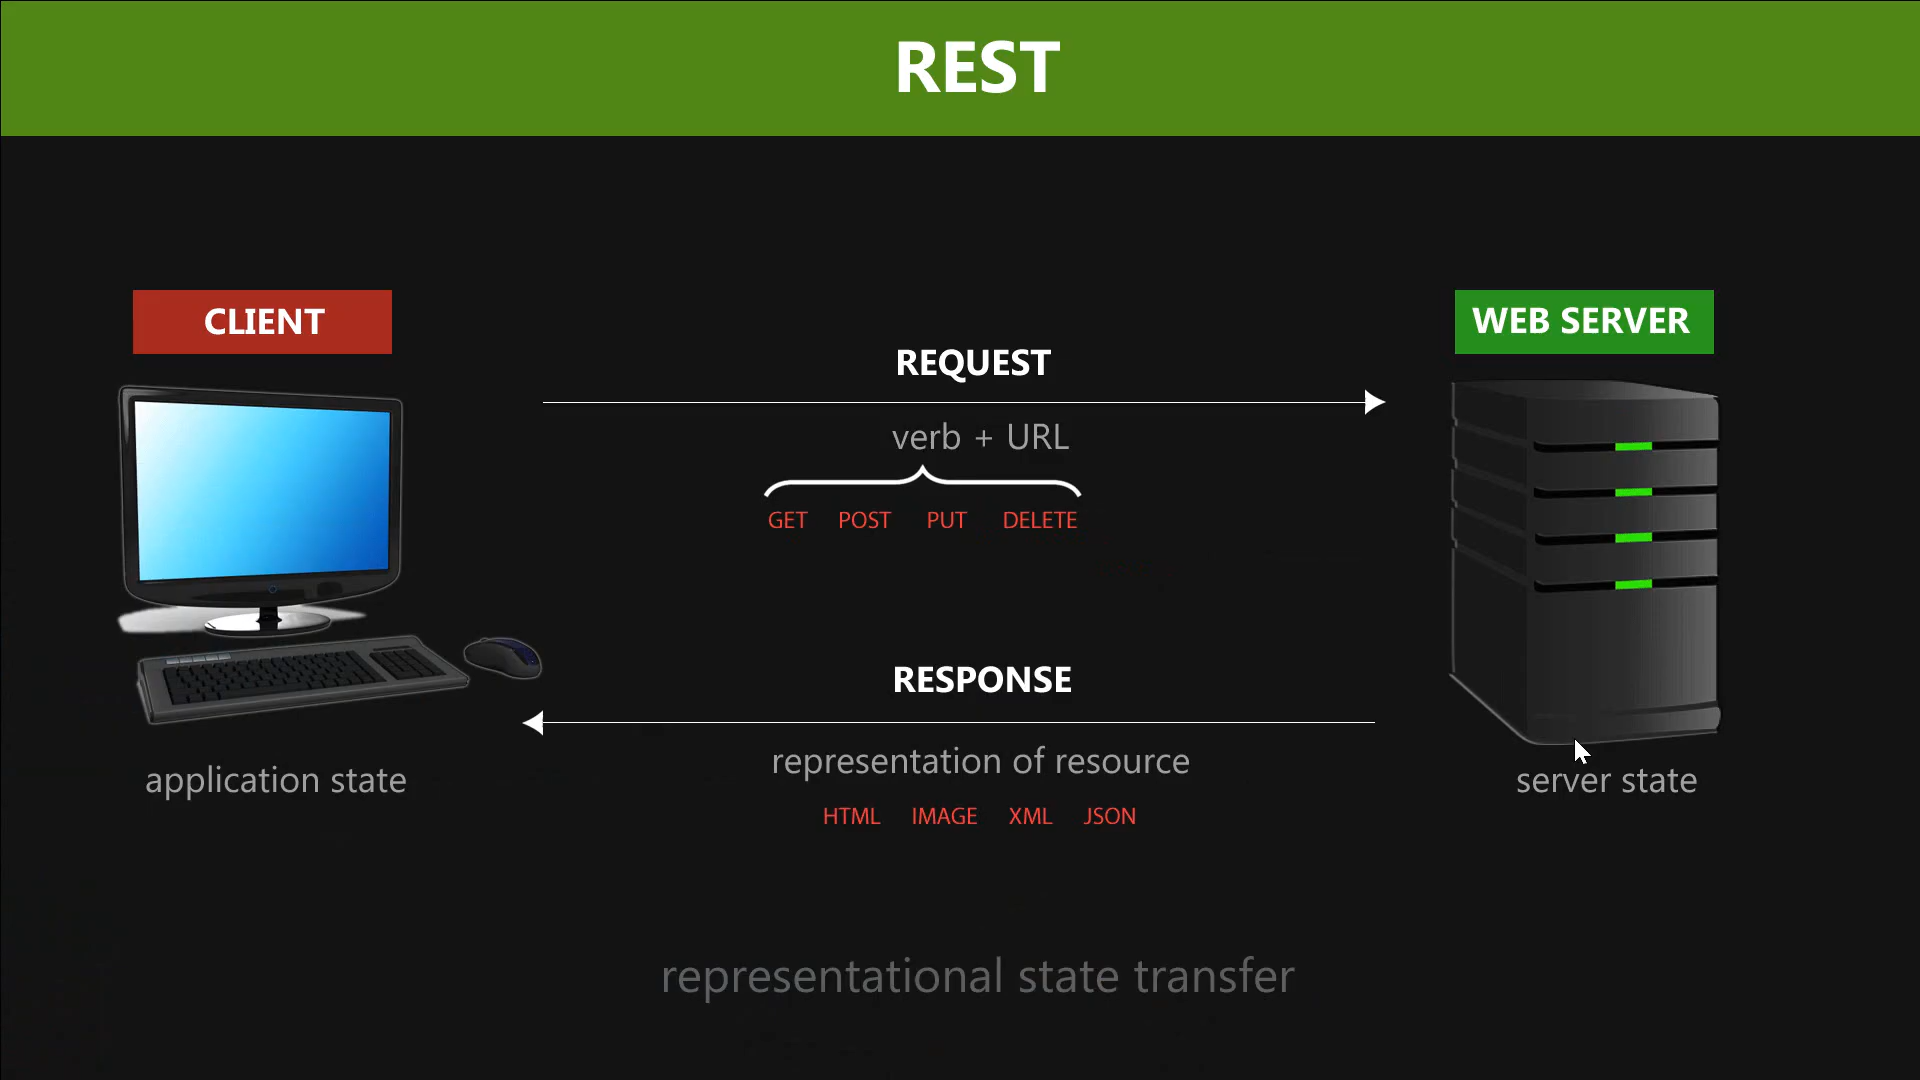 REST
CLIENT
WEB SERVER
REQUEST
verb + URL
GET POST PUT DELETE
RESPONSE
representation of resource
application state
server state
HTML IMAGE XML JSON
representational state transfer